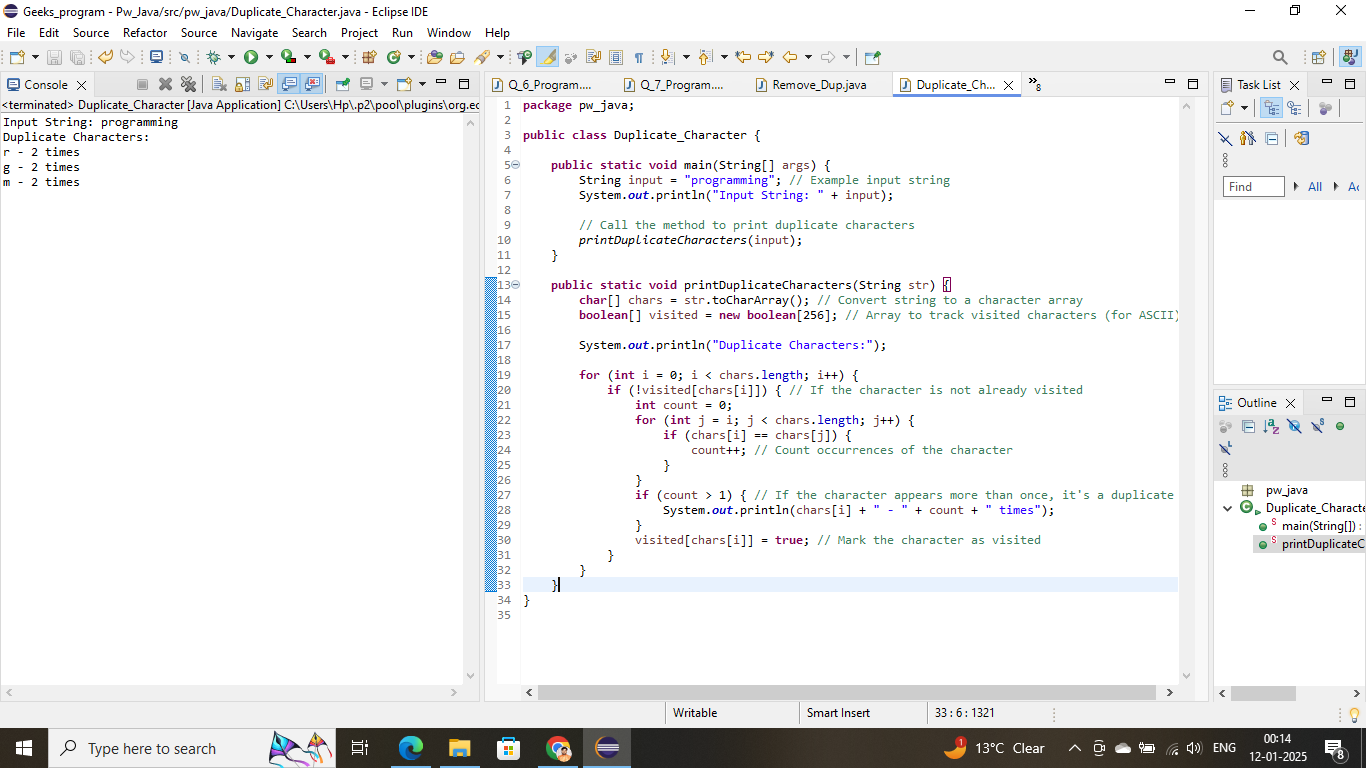 Geeks_program - Pw_Java/src/pw_java/Duplicate_Character.java - Eclipse IDE
File Edit Source Refactor Source Navigate Search Project Run Window Help
Console
<terminated> Duplicate_Character [Java Application] C:\Users\Hp\.p2\pool\plugins\org.ec
Input String: programming
Duplicate Characters:
r - 2 times
g - 2 times
m - 2 times
Q_6_Program.... Q_7_Program.... Remove_Dup.java Duplicate_Ch... »8
1 package pw_java;
2
3 public class Duplicate_Character {
4
5 public static void main(String[] args) {
6 String input = "programming"; // Example input string
7 System.out.println("Input String: " + input);
8
9 // Call the method to print duplicate characters
10 printDuplicateCharacters(input);
11 }
12
13 public static void printDuplicateCharacters(String str) {
14 char[] chars = str.toCharArray(); // Convert string to a character array
15 boolean[] visited = new boolean[256]; // Array to track visited characters (for ASCII)
16
17 System.out.println("Duplicate Characters:");
18
19 for (int i = 0; i < chars.length; i++) {
20 if (!visited[chars[i]]) { // If the character is not already visited
21 int count = 0;
22 for (int j = i; j < chars.length; j++) {
23 if (chars[i] == chars[j]) {
24 count++; // Count occurrences of the character
25 }
26 }
27 if (count > 1) { // If the character appears more than once, it's a duplicate
28 System.out.println(chars[i] + " - " + count + " times");
29 }
30 visited[chars[i]] = true; // Mark the character as visited
31 }
32 }
33 }
34 }
35
Task List
Find All Ac
Outline
pw_java
Duplicate_Characte
main(String[]) :
printDuplicateC
Writable Smart Insert 33 : 6 : 1321
Type here to search
1 13°C Clear ENG 00:14
12-01-2025
8